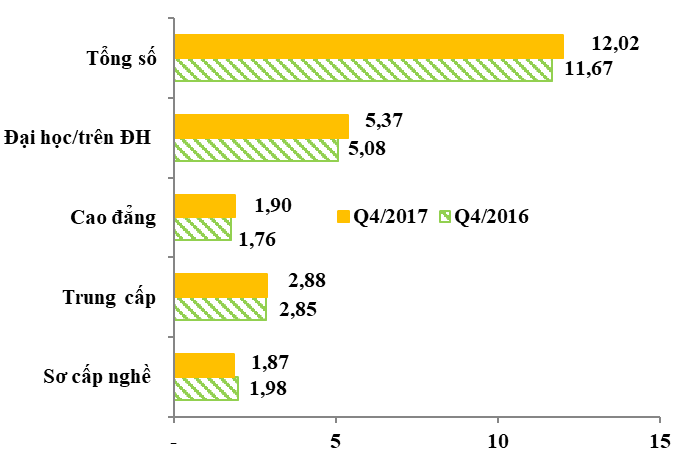 Tổng số
12,02
11,67
Đại học/trên ĐH
5,37
5,08
Cao đẳng
1,90
1,76
Q4/2017
Q4/2016
Trung cấp
2,88
2,85
Sơ cấp nghề
1,87
1,98
- 5 10 15